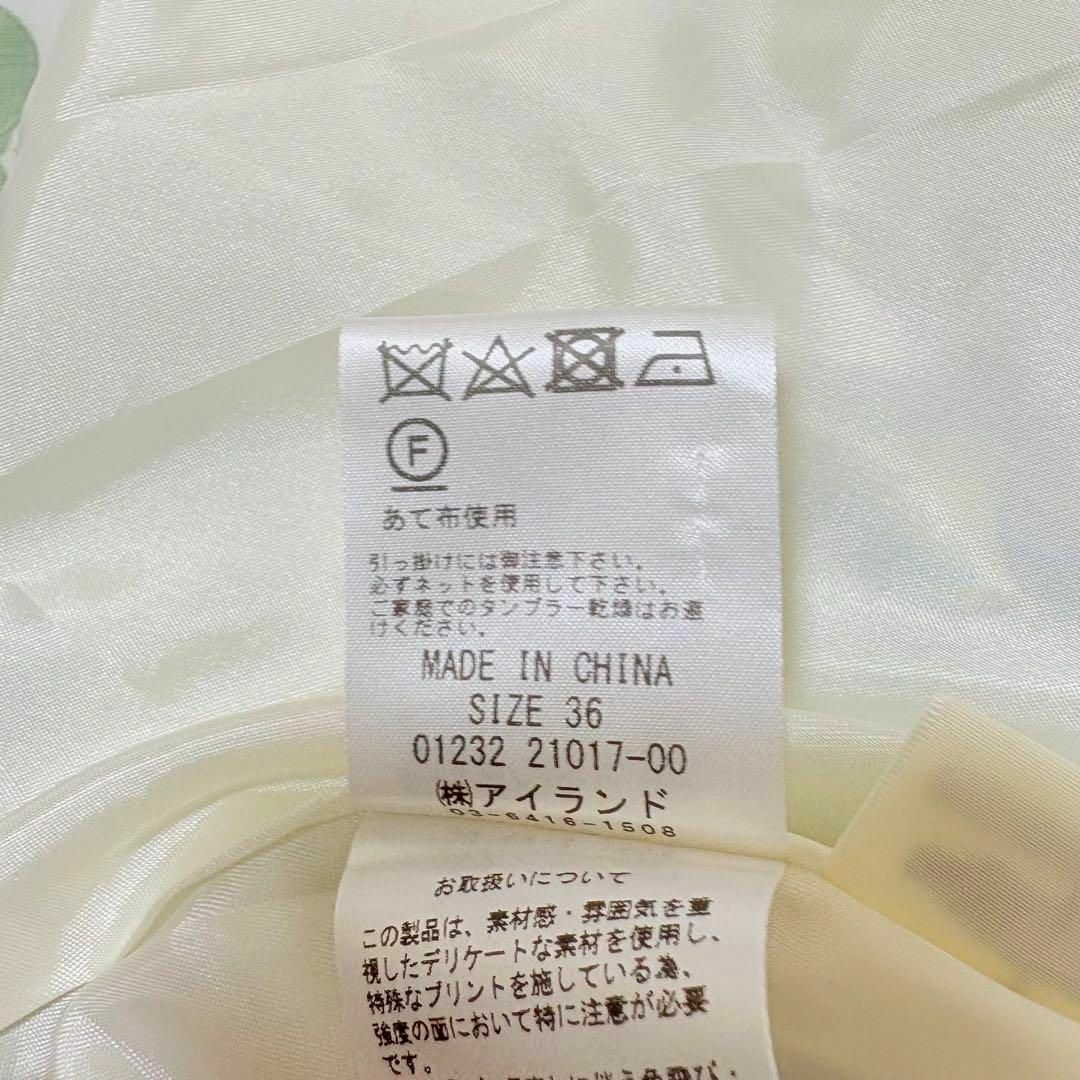 F
あて布使用
引っ掛けには御注意下さい。
必ずネットを使用して下さい。
ご家庭でのタンブラー乾燥はお避
けください。
MADE IN CHINA
SIZE 36
01232 21017-00
㈱アイランド
03-6416-1508
お取扱いについて
この製品は、素材感・雰囲気を重
視したデリケートな素材を使用し、
特殊なプリントを施している為、
強度の面において特に注意が必要
です。